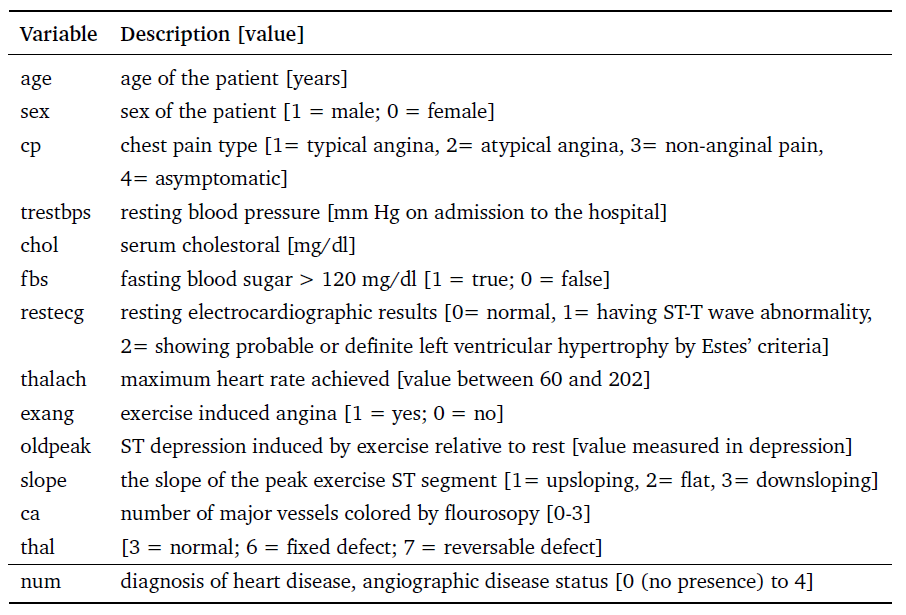 Variable Description [value]
age age of the patient [years]
sex sex of the patient [1 = male; 0 = female]
cp chest pain type [1= typical angina, 2= atypical angina, 3= non-anginal pain,
4= asymptomatic]
trestbps resting blood pressure [mm Hg on admission to the hospital]
chol serum cholestoral [mg/dl]
fbs fasting blood sugar > 120 mg/dl [1 = true; 0 = false]
restecg resting electrocardiographic results [0= normal, 1= having ST-T wave abnormality,
2= showing probable or definite left ventricular hypertrophy by Estes’ criteria]
thalach maximum heart rate achieved [value between 60 and 202]
exang exercise induced angina [1 = yes; 0 = no]
oldpeak ST depression induced by exercise relative to rest [value measured in depression]
slope the slope of the peak exercise ST segment [1= upsloping, 2= flat, 3= downsloping]
ca number of major vessels colored by flourosopy [0-3]
thal [3 = normal; 6 = fixed defect; 7 = reversable defect]
num diagnosis of heart disease, angiographic disease status [0 (no presence) to 4]